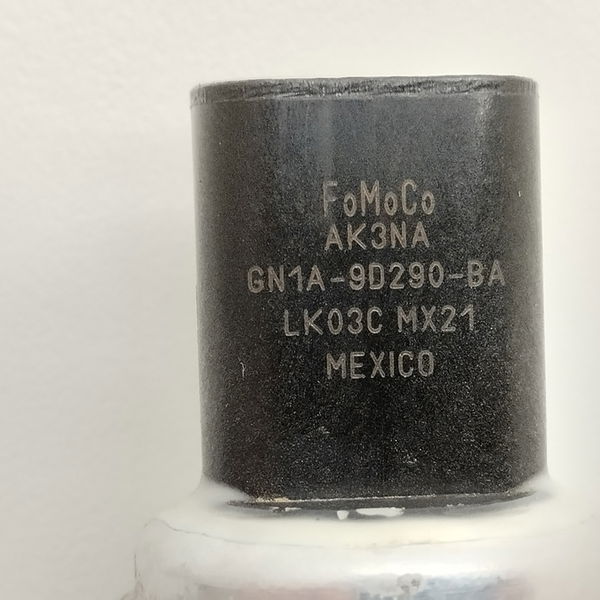 FoMoCo
AK3NA
GN1A-9D290-BA
LK03C MX21
MEXICO